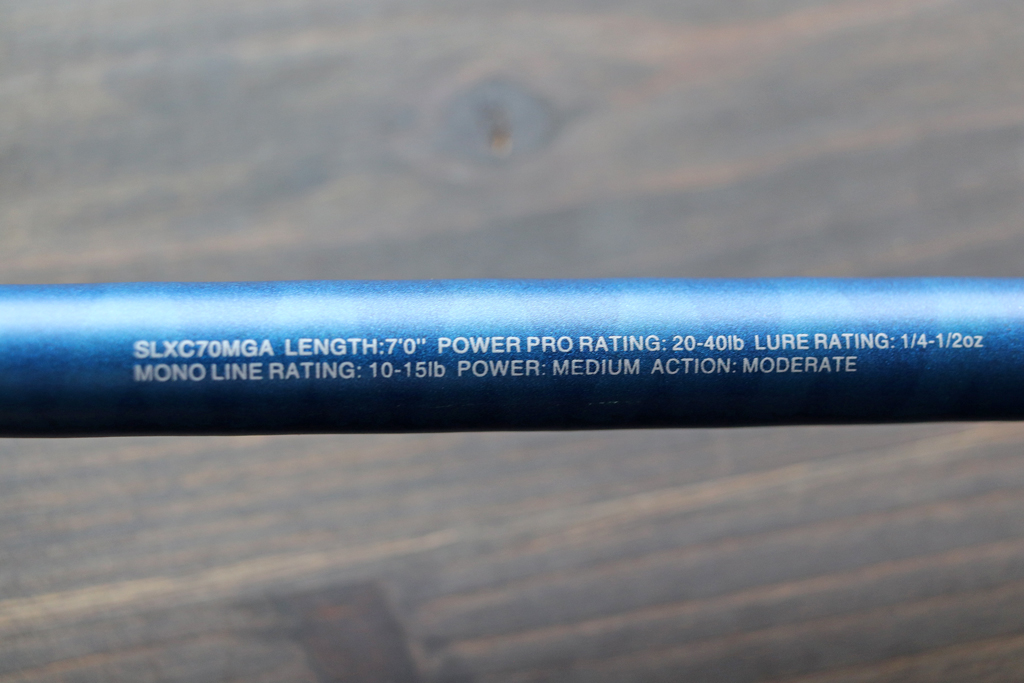 SLXC70MGA LENGTH:7'0" POWER PRO RATING: 20-40lb LURE RATING: 1/4-1/2oz
MONO LINE RATING: 10-15lb POWER: MEDIUM ACTION: MODERATE